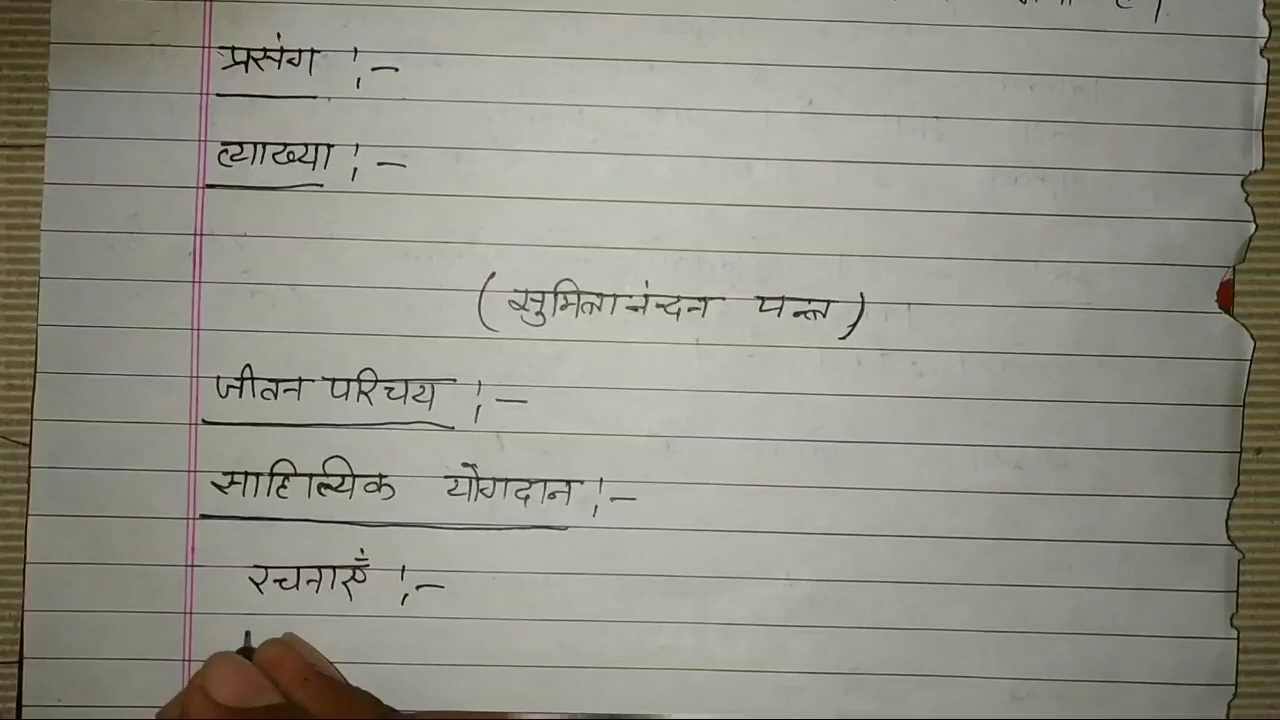 है।
प्रसंग :-
व्याख्या :-
(सुमित्रानंदन पन्त)
जीवन परिचय :-
साहित्यिक योगदान :-
रचनाएँ :-